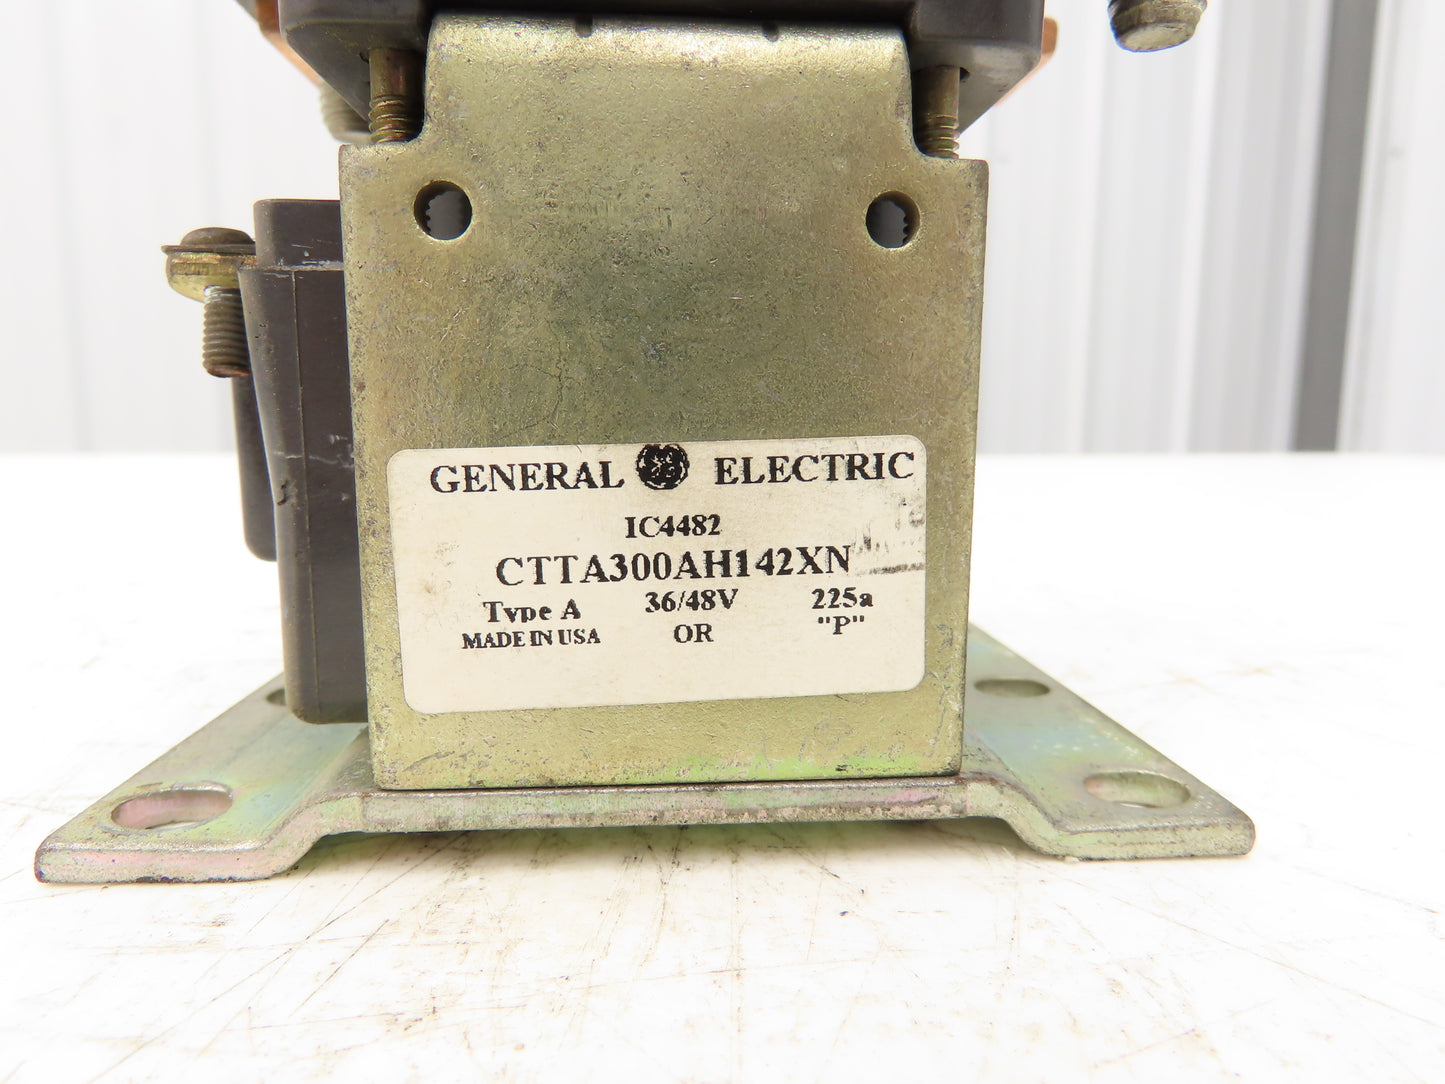 GENERAL ELECTRIC
IC4482
CTTA300AH142XN
Type A 36/48V 225a
MADE IN USA OR "P"